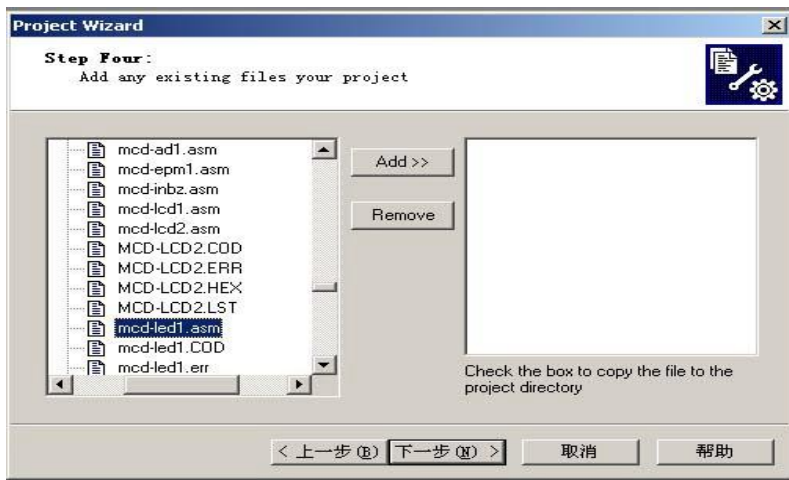 Project Wizard
Step Four:
Add any existing files your project
mcd-ad1.asm
mcd-epm1.asm
mcd-inbz.asm
mcd-lcd1.asm
mcd-lcd2.asm
MCD-LCD2.COD
MCD-LCD2.ERR
MCD-LCD2.HEX
MCD-LCD2.LST
mcd-led1.asm
mcd-led1.COD
mcd-led1.err
Add >>
Remove
Check the box to copy the file to the
project directory
< 上一步(B) 下一步(N) > 取消 帮助